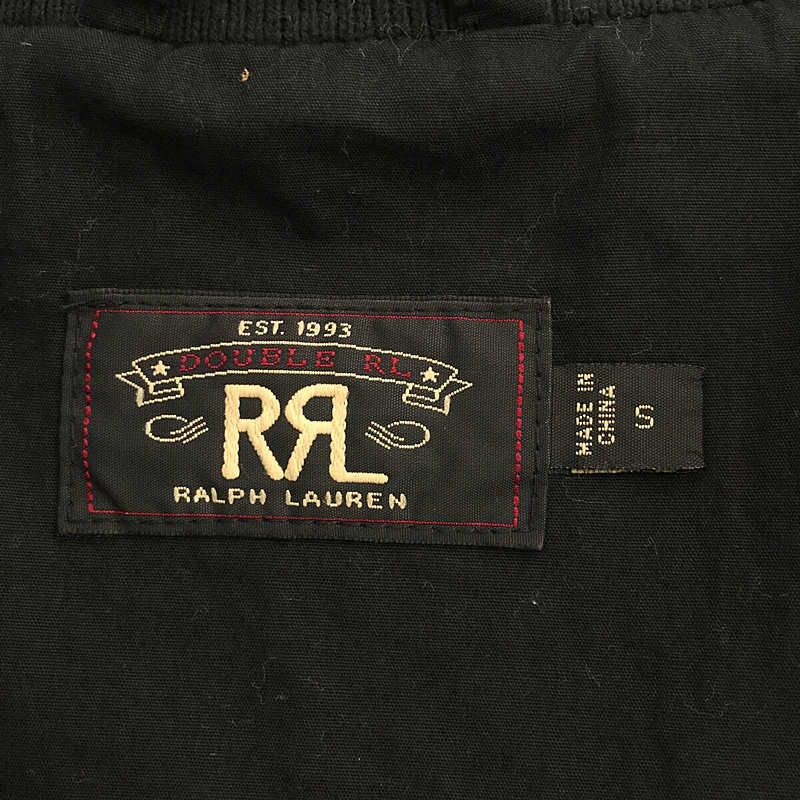 EST. 1993
DOUBLE RL
RRL
RALPH LAUREN
MADE IN
CHINA
S